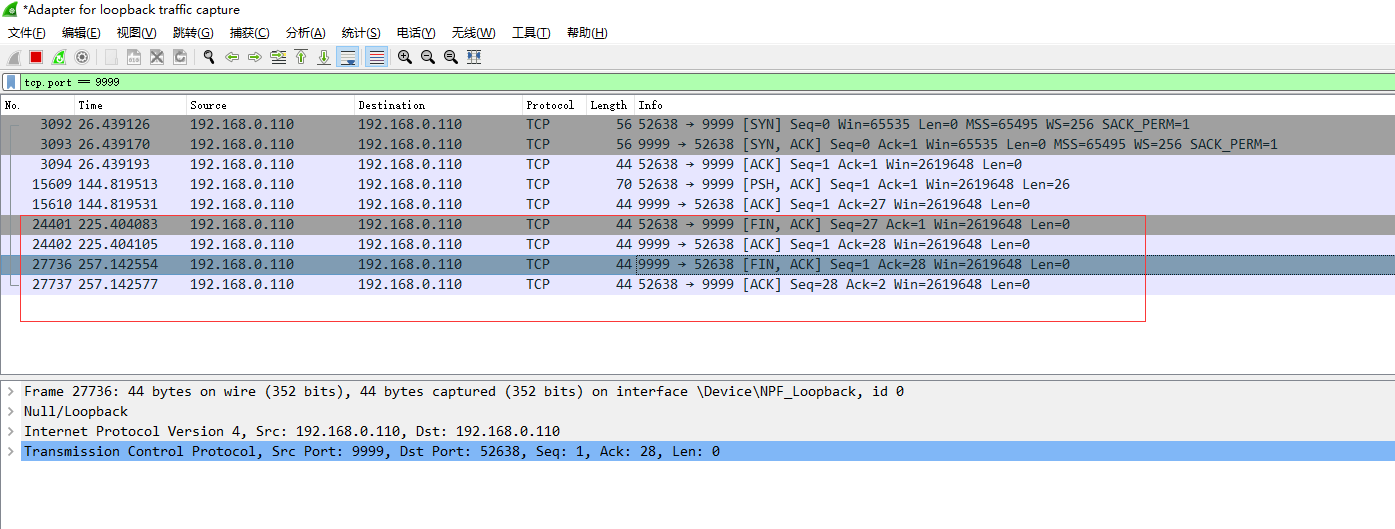 *Adapter for loopback traffic capture
文件(F) 编辑(E) 视图(V) 跳转(G) 捕获(C) 分析(A) 统计(S) 电话(Y) 无线(W) 工具(T) 帮助(H)
tcp.port == 9999
No. Time Source Destination Protocol Length Info
3092 26.439126 192.168.0.110 192.168.0.110 TCP 56 52638 → 9999 [SYN] Seq=0 Win=65535 Len=0 MSS=65495 WS=256 SACK_PERM=1
3093 26.439170 192.168.0.110 192.168.0.110 TCP 56 9999 → 52638 [SYN, ACK] Seq=0 Ack=1 Win=65535 Len=0 MSS=65495 WS=256 SACK_PERM=1
3094 26.439193 192.168.0.110 192.168.0.110 TCP 44 52638 → 9999 [ACK] Seq=1 Ack=1 Win=2619648 Len=0
15609 144.819513 192.168.0.110 192.168.0.110 TCP 70 52638 → 9999 [PSH, ACK] Seq=1 Ack=1 Win=2619648 Len=26
15610 144.819531 192.168.0.110 192.168.0.110 TCP 44 9999 → 52638 [ACK] Seq=1 Ack=27 Win=2619648 Len=0
24401 225.404083 192.168.0.110 192.168.0.110 TCP 44 52638 → 9999 [FIN, ACK] Seq=27 Ack=1 Win=2619648 Len=0
24402 225.404105 192.168.0.110 192.168.0.110 TCP 44 9999 → 52638 [ACK] Seq=1 Ack=28 Win=2619648 Len=0
27736 257.142554 192.168.0.110 192.168.0.110 TCP 44 9999 → 52638 [FIN, ACK] Seq=1 Ack=28 Win=2619648 Len=0
27737 257.142577 192.168.0.110 192.168.0.110 TCP 44 52638 → 9999 [ACK] Seq=28 Ack=2 Win=2619648 Len=0
Frame 27736: 44 bytes on wire (352 bits), 44 bytes captured (352 bits) on interface \Device\NPF_Loopback, id 0
Null/Loopback
Internet Protocol Version 4, Src: 192.168.0.110, Dst: 192.168.0.110
Transmission Control Protocol, Src Port: 9999, Dst Port: 52638, Seq: 1, Ack: 28, Len: 0